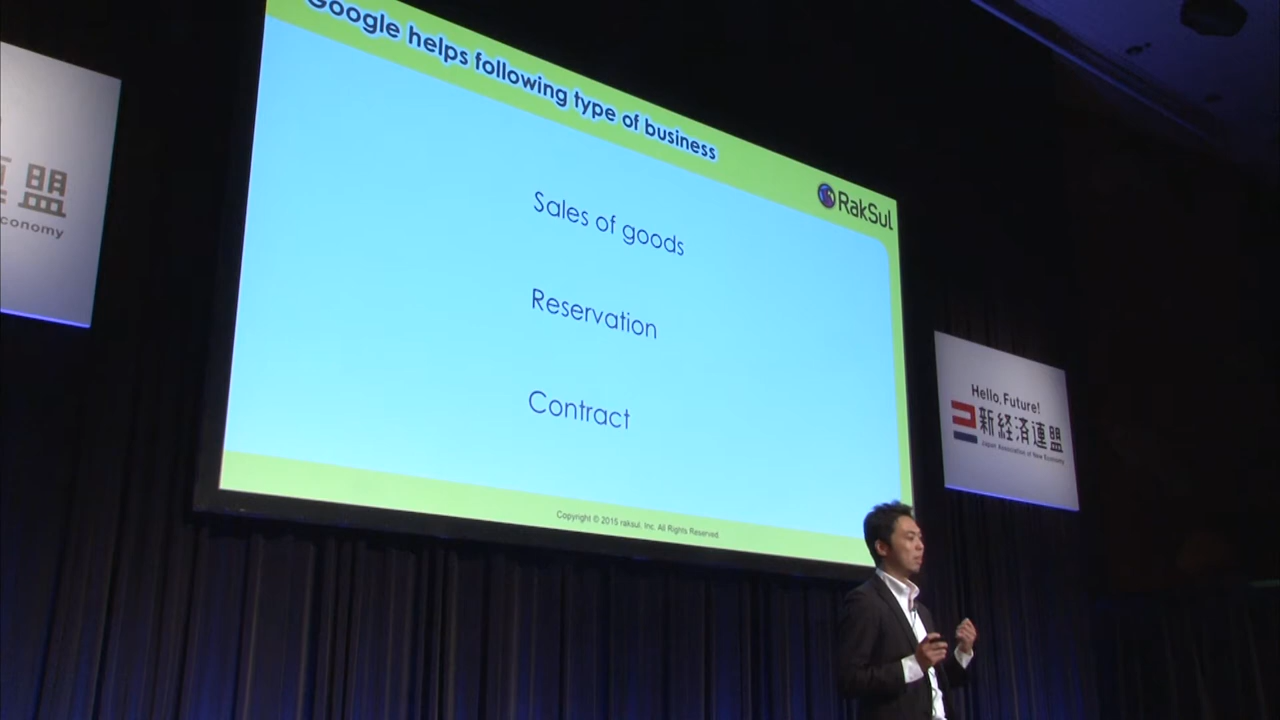 Google helps following type of business
RakSul
Sales of goods
Reservation
Contract
Copyright © 2015 raksul. Inc. All Rights Reserved.
連盟
conomy
Hello, Future!
新経済連盟
Japan Association of New Economy